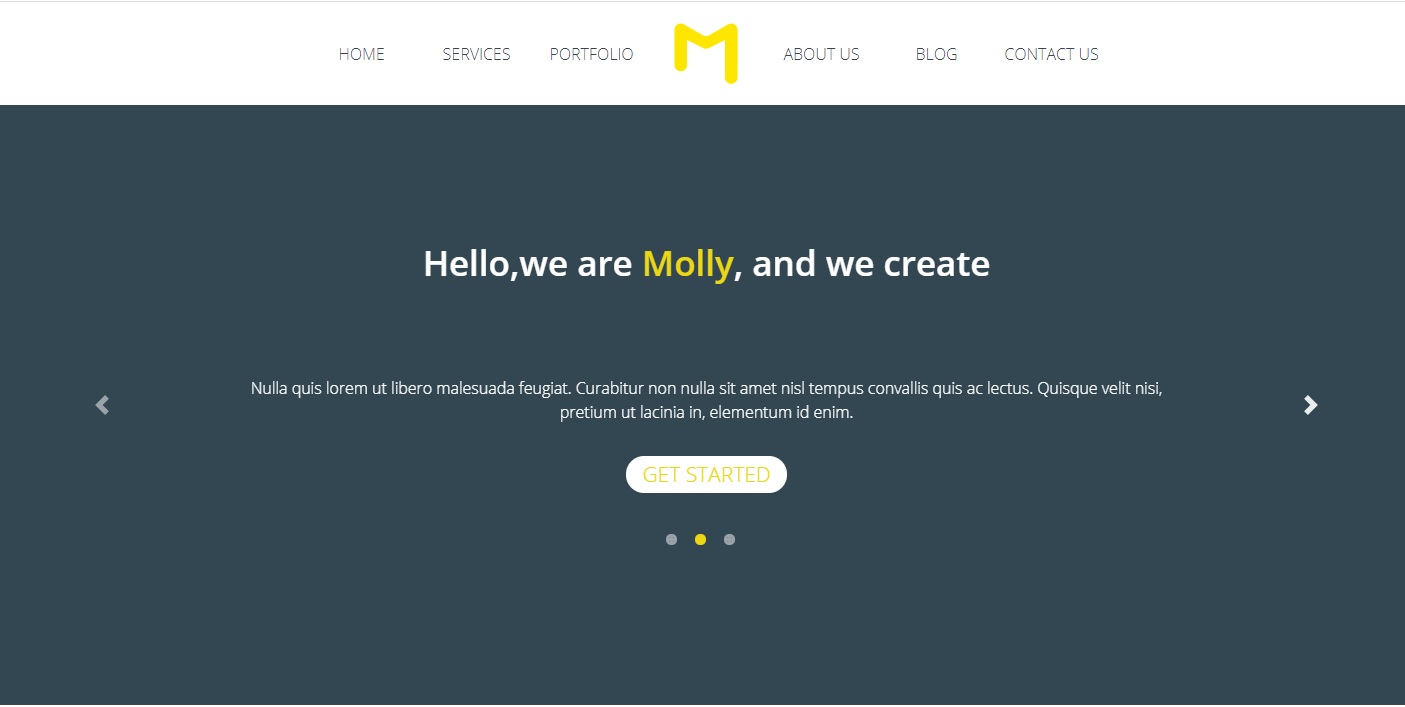 HOME SERVICES PORTFOLIO M ABOUT US BLOG CONTACT US
Hello,we are Molly, and we create
Nulla quis lorem ut libero malesuada feugiat. Curabitur non nulla sit amet nisl tempus convallis quis ac lectus. Quisque velit nisi,
pretium ut lacinia in, elementum id enim.
GET STARTED